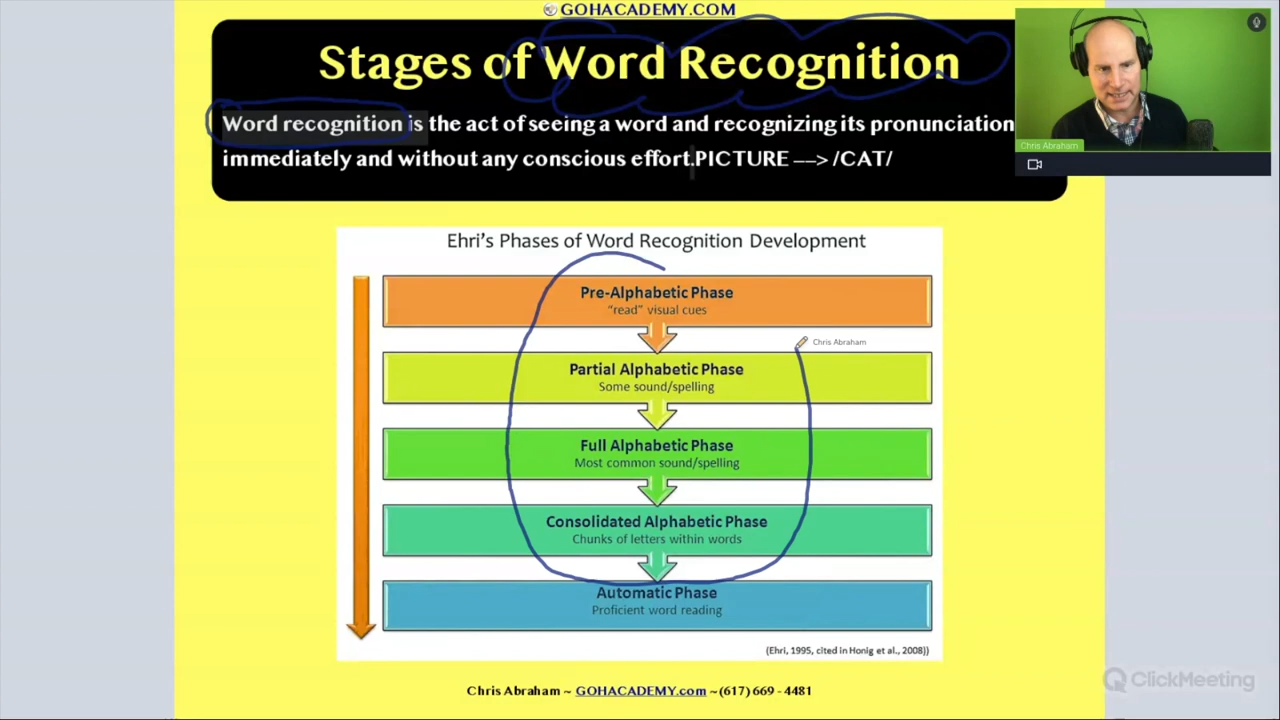 @ GOHACADEMY.COM
Stages of Word Recognition
Word recognition is the act of seeing a word and recognizing its pronunciation
immediately and without any conscious effort.PICTURE —–> /CAT/
Chris Abraham
Ehri's Phases of Word Recognition Development
Pre-Alphabetic Phase
"read" visual cues
Chris Abraham
Partial Alphabetic Phase
Some sound/spelling
Full Alphabetic Phase
Most common sound/spelling
Consolidated Alphabetic Phase
Chunks of letters within words
Automatic Phase
Proficient word reading
(Ehri, 1995, cited in Honig et al., 2008))
Chris Abraham ~ GOHACADEMY.com ~(617) 669 - 4481
ClickMeeting